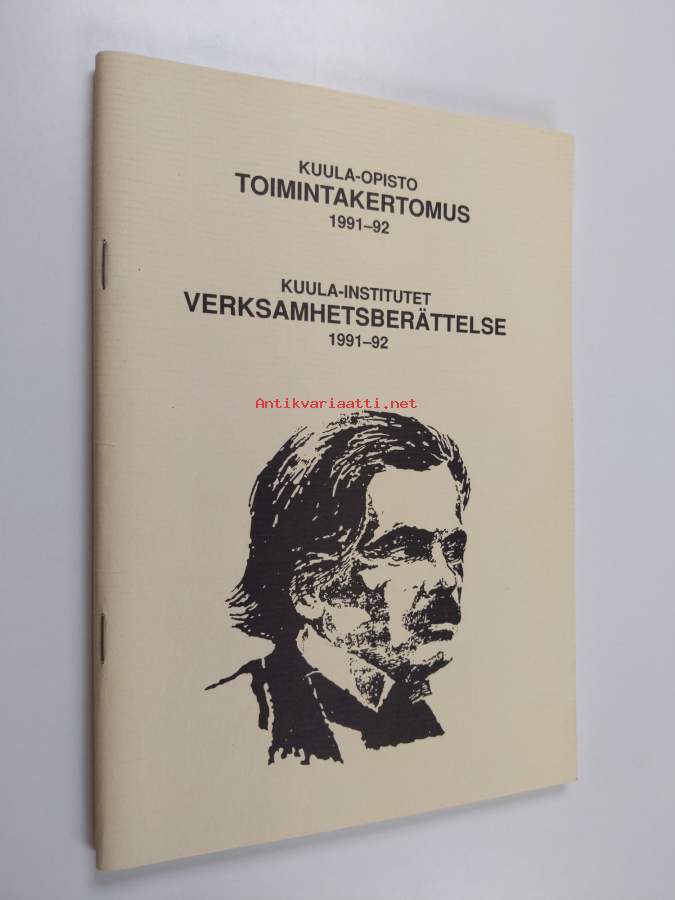 KUULA-OPISTO
TOIMINTAKERTOMUS
1991–92
KUULA-INSTITUTET
VERKSAMHETSBERÄTTELSE
1991–92
Antikvariaatti.net